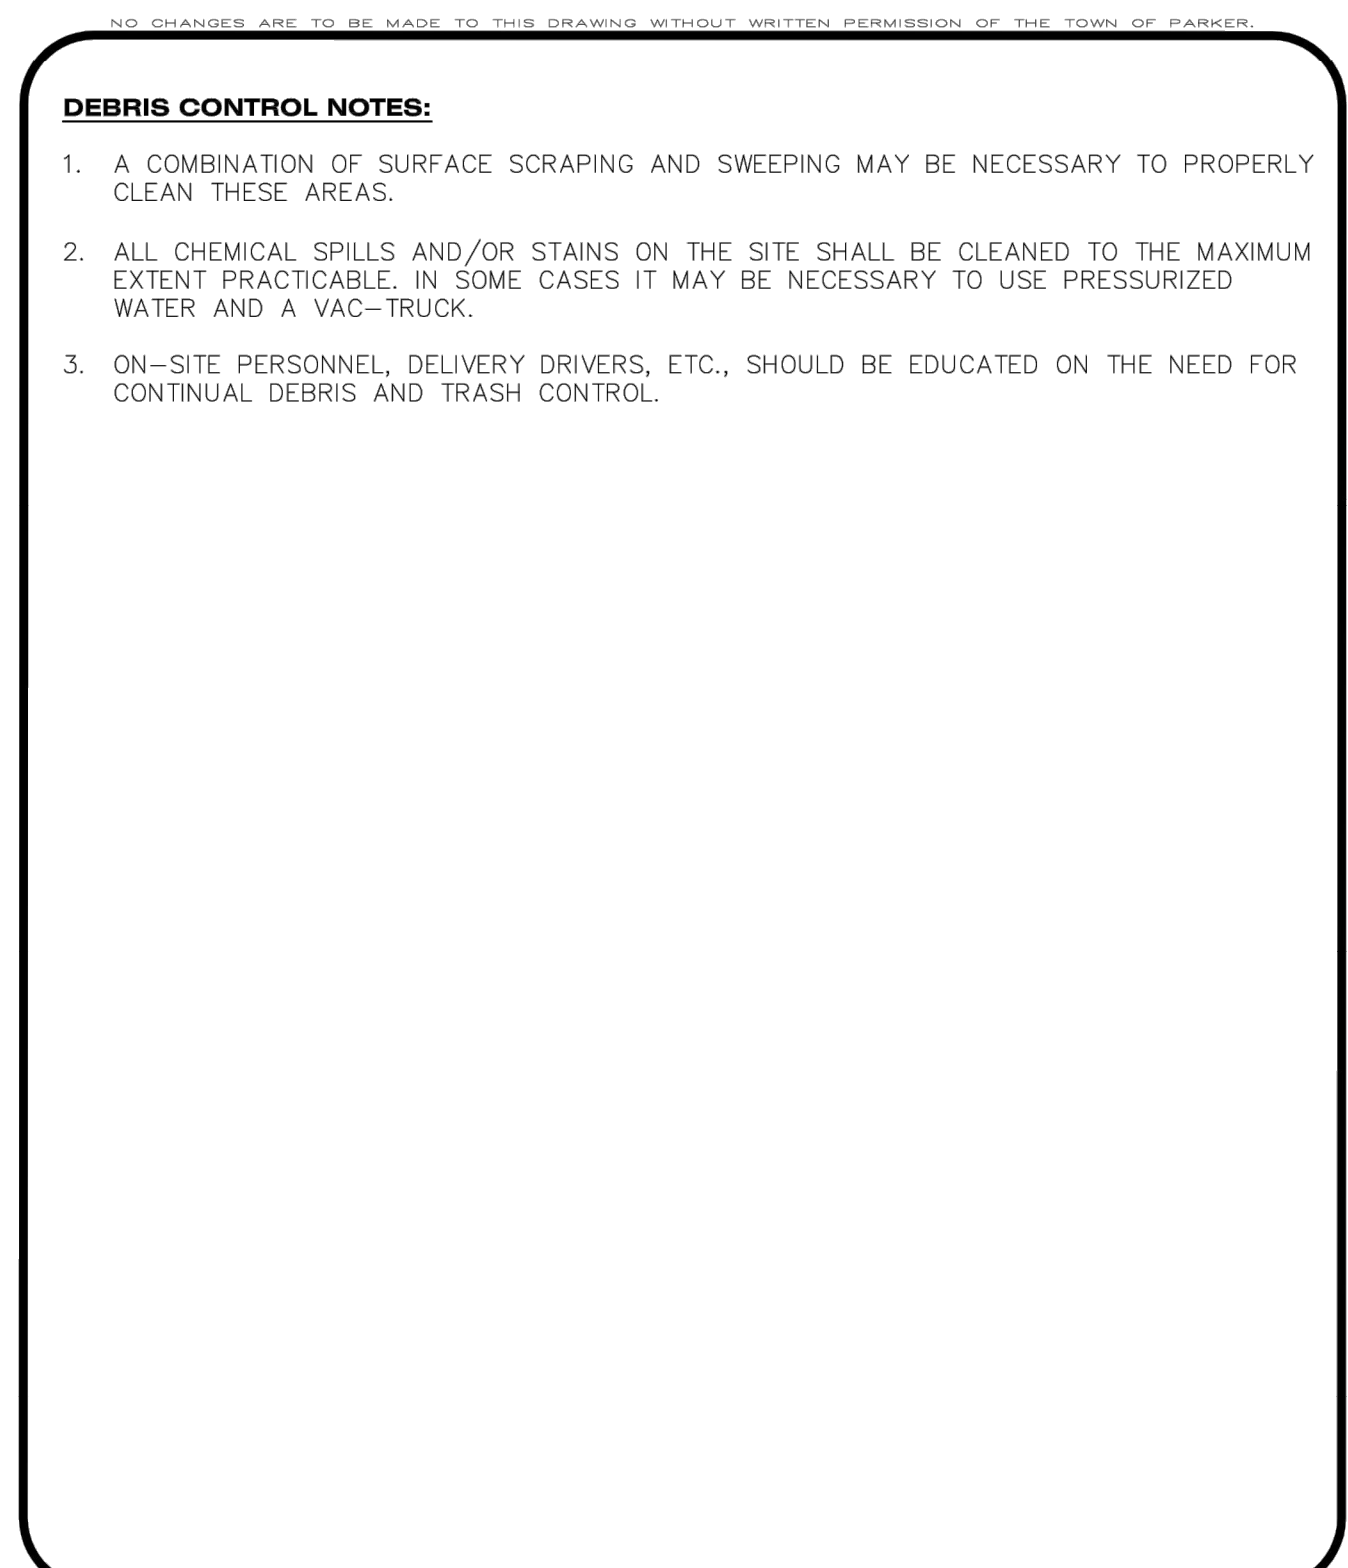 NO CHANGES ARE TO BE MADE TO THIS DRAWING WITHOUT WRITTEN PERMISSION OF THE TOWN OF PARKER.
DEBRIS CONTROL NOTES:
1. A COMBINATION OF SURFACE SCRAPING AND SWEEPING MAY BE NECESSARY TO PROPERLY
CLEAN THESE AREAS.
2. ALL CHEMICAL SPILLS AND/OR STAINS ON THE SITE SHALL BE CLEANED TO THE MAXIMUM
EXTENT PRACTICABLE. IN SOME CASES IT MAY BE NECESSARY TO USE PRESSURIZED
WATER AND A VAC–TRUCK.
3. ON–SITE PERSONNEL, DELIVERY DRIVERS, ETC., SHOULD BE EDUCATED ON THE NEED FOR
CONTINUAL DEBRIS AND TRASH CONTROL.